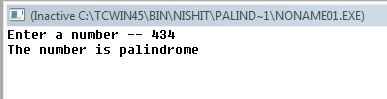 (Inactive C:\TCWIN45\BIN\NISHIT\PALIND~1\NONAME01.EXE)
Enter a number -- 434
The number is palindrome